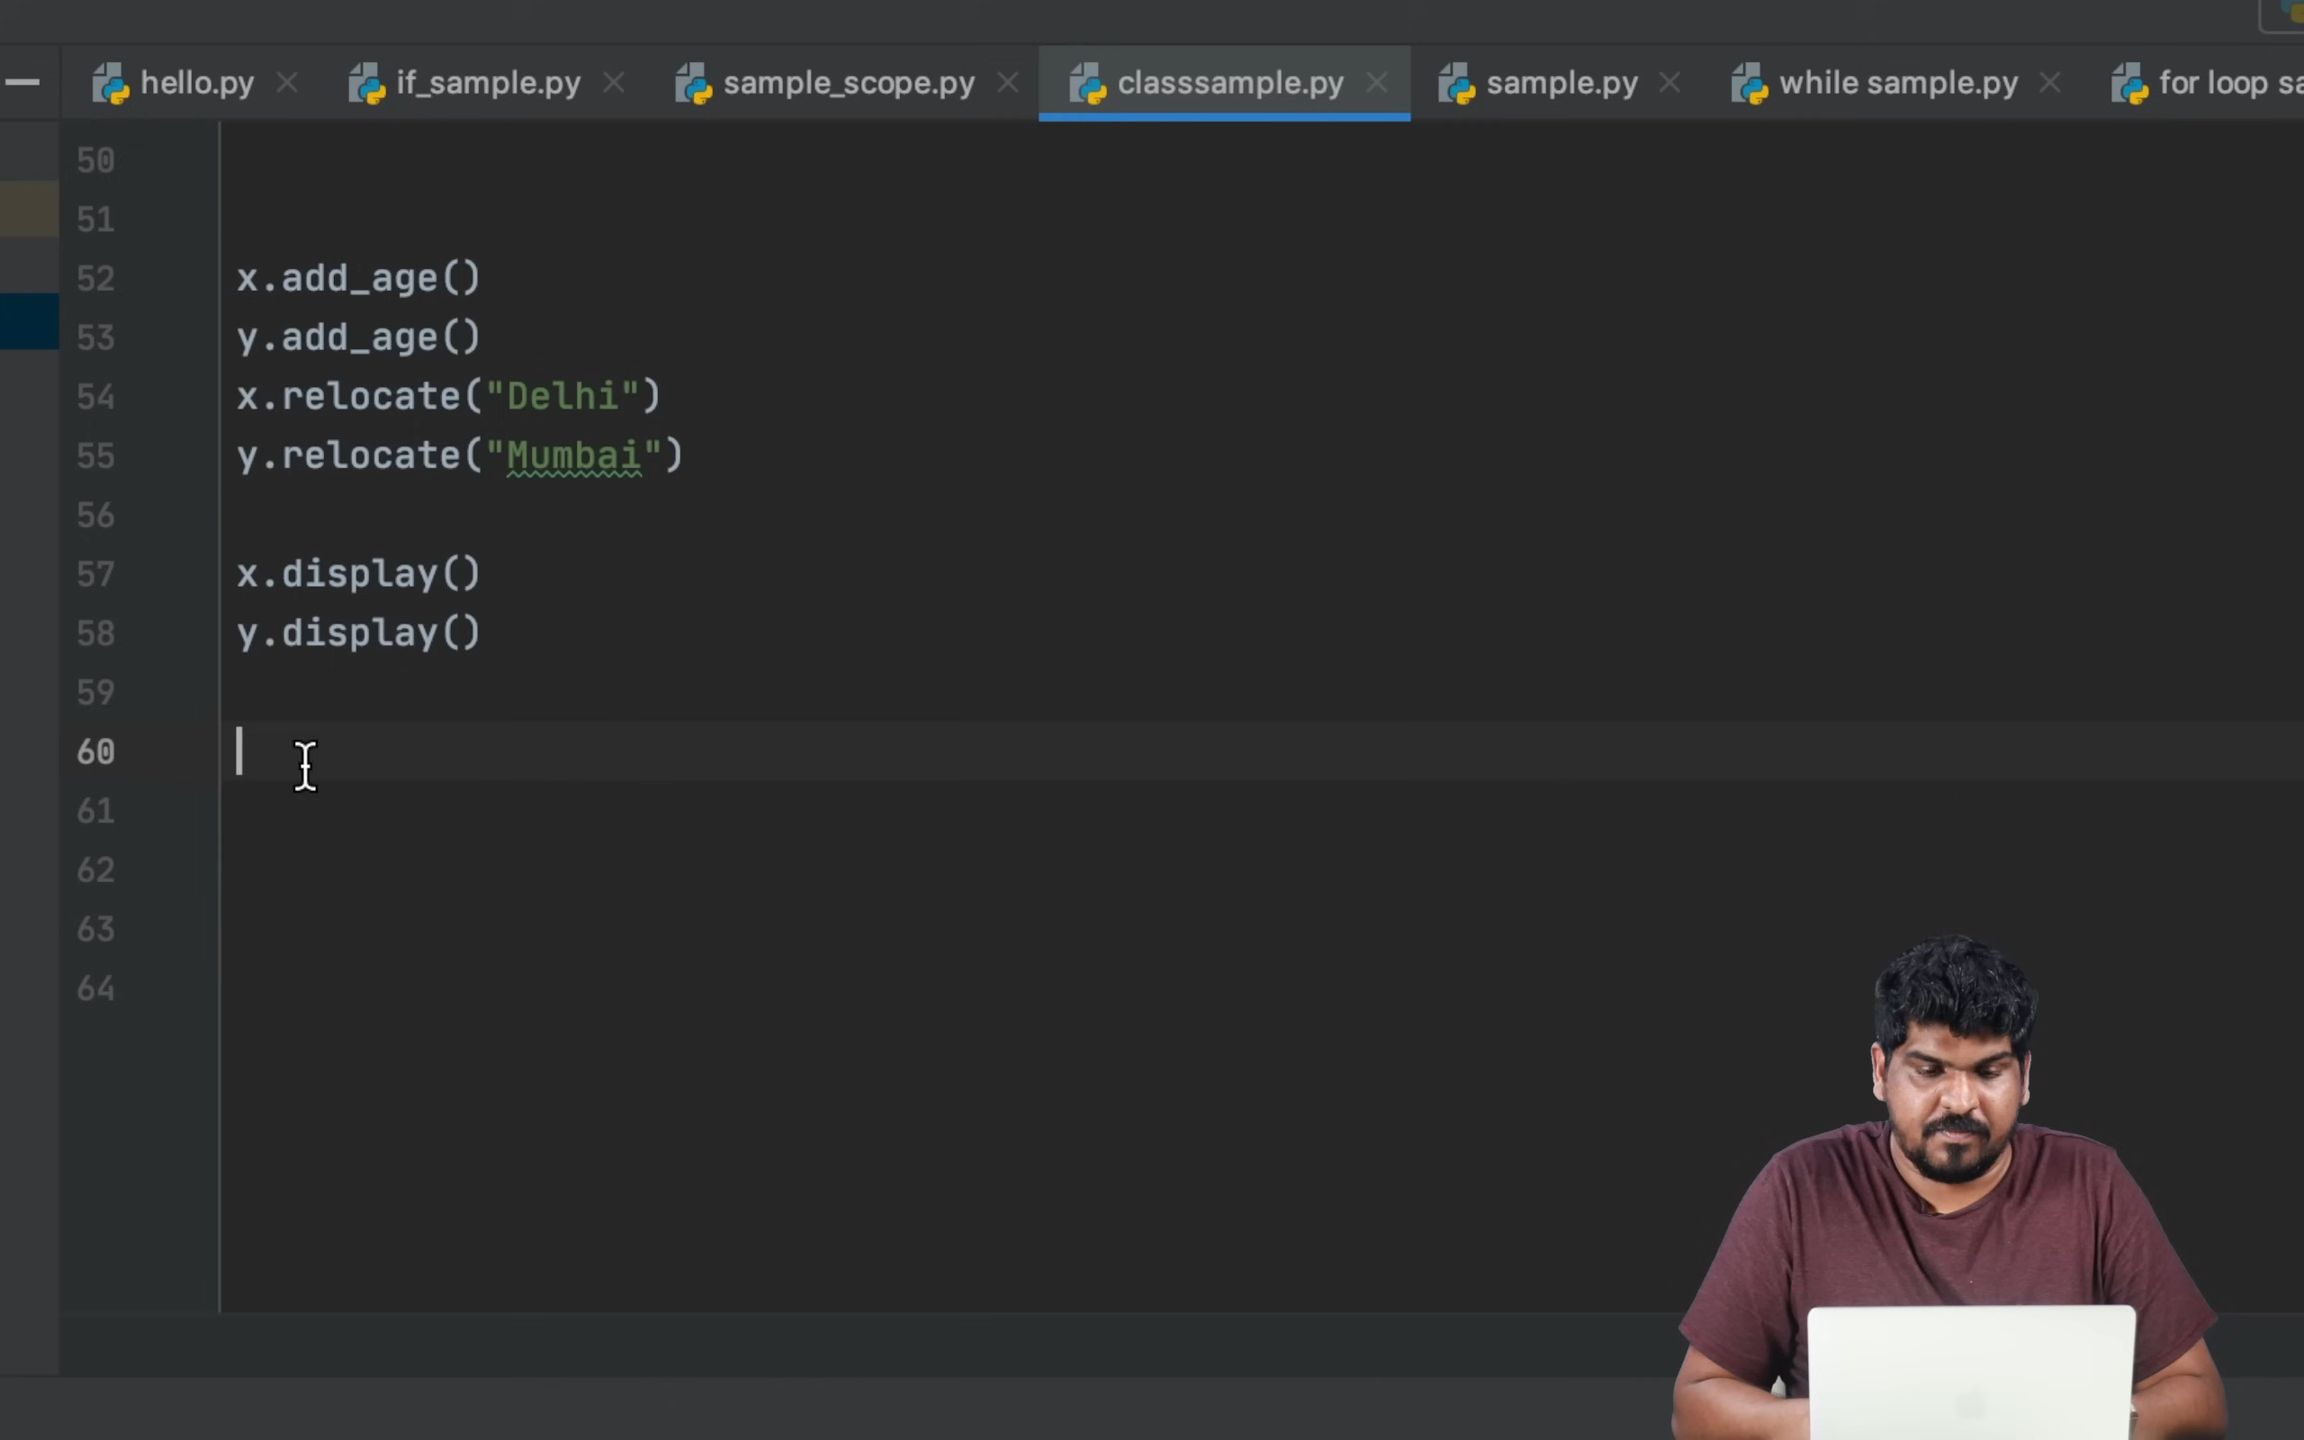 hello.py if_sample.py sample_scope.py classsample.py sample.py while sample.py for loop
50
51
52 x.add_age()
53 y.add_age()
54 x.relocate("Delhi")
55 y.relocate("Mumbai")
56
57 x.display()
58 y.display()
59
60
61
62
63
64